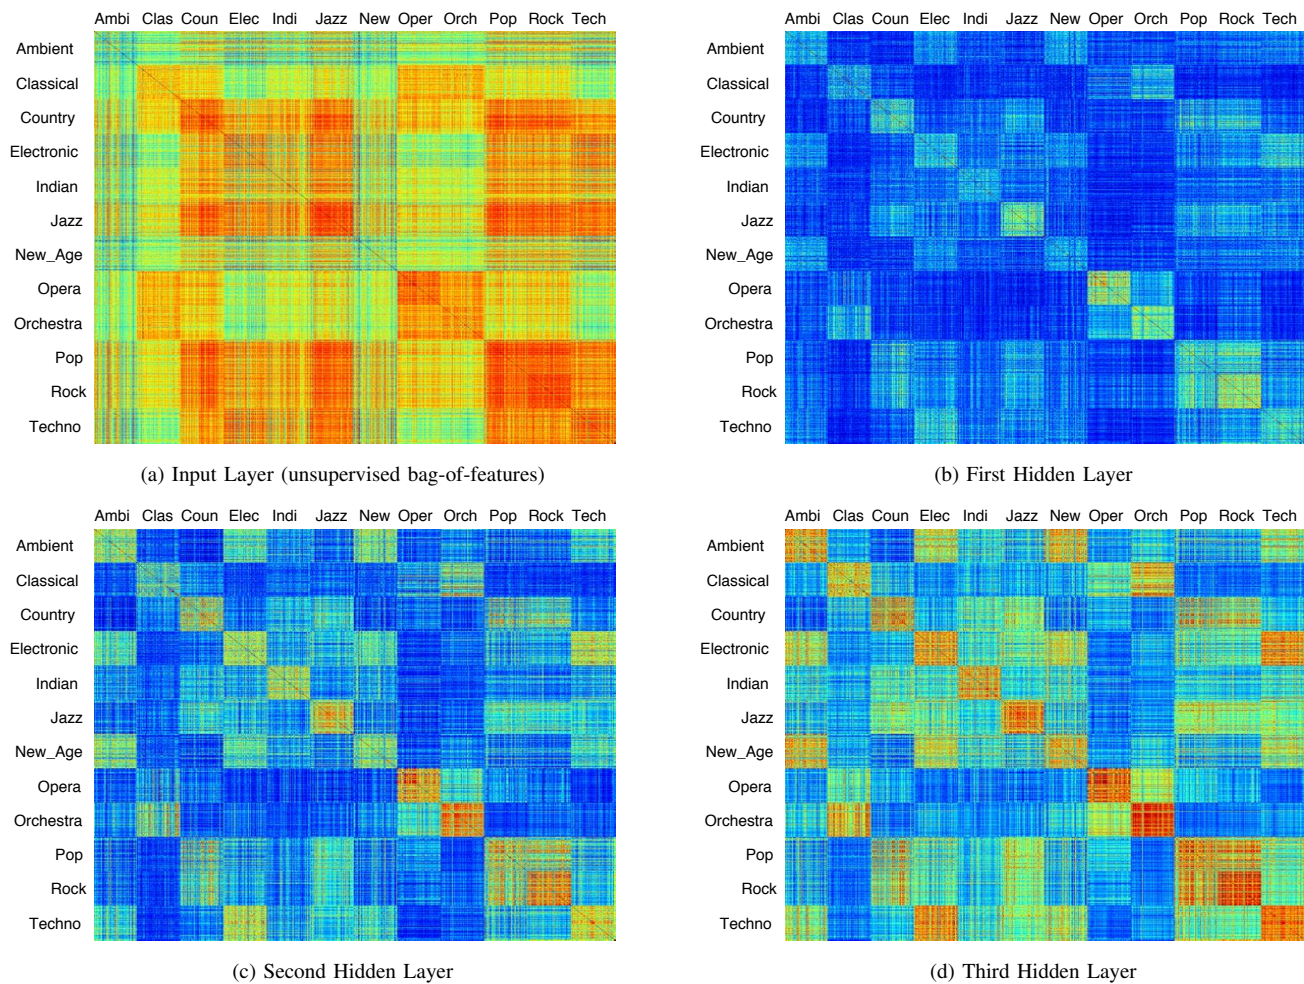 Ambi Clas Coun Elec Indi Jazz New Oper Orch Pop Rock Tech
Ambient
Classical
Country
Electronic
Indian
Jazz
New_Age
Opera
Orchestra
Pop
Rock
Techno
(a) Input Layer (unsupervised bag-of-features)
Ambi Clas Coun Elec Indi Jazz New Oper Orch Pop Rock Tech
Ambient
Classical
Country
Electronic
Indian
Jazz
New_Age
Opera
Orchestra
Pop
Rock
Techno
(b) First Hidden Layer
Ambi Clas Coun Elec Indi Jazz New Oper Orch Pop Rock Tech
Ambient
Classical
Country
Electronic
Indian
Jazz
New_Age
Opera
Orchestra
Pop
Rock
Techno
(c) Second Hidden Layer
Ambi Clas Coun Elec Indi Jazz New Oper Orch Pop Rock Tech
Ambient
Classical
Country
Electronic
Indian
Jazz
New_Age
Opera
Orchestra
Pop
Rock
Techno
(d) Third Hidden Layer